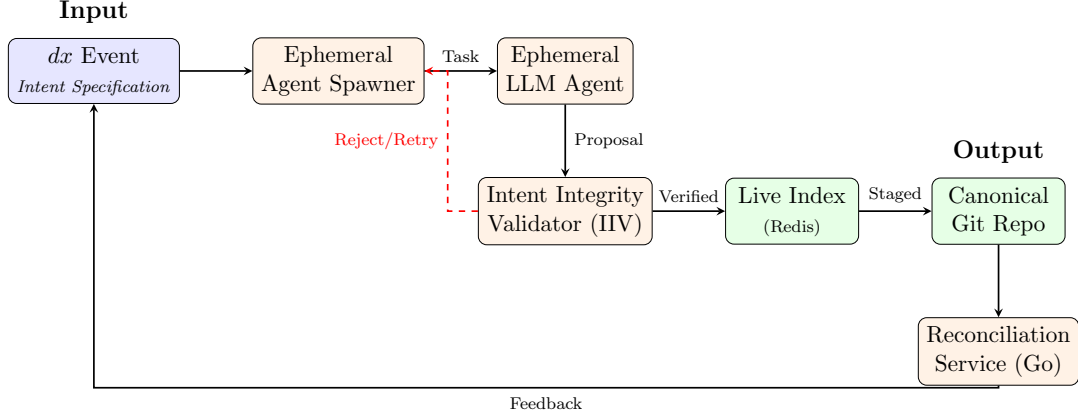 Input
dx Event
Intent Specification
Ephemeral
Agent Spawner
Task
Ephemeral
LLM Agent
Reject/Retry
Proposal
Output
Intent Integrity
Validator (IIV)
Verified
Live Index
(Redis)
Staged
Canonical
Git Repo
Reconciliation
Service (Go)
Feedback